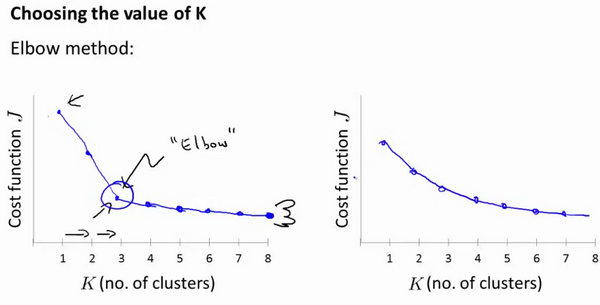 Choosing the value of K
Elbow method:
"Elbow"
Cost function J
1 2 3 4 5 6 7 8
K (no. of clusters)
Cost function J
1 2 3 4 5 6 7 8
K (no. of clusters)